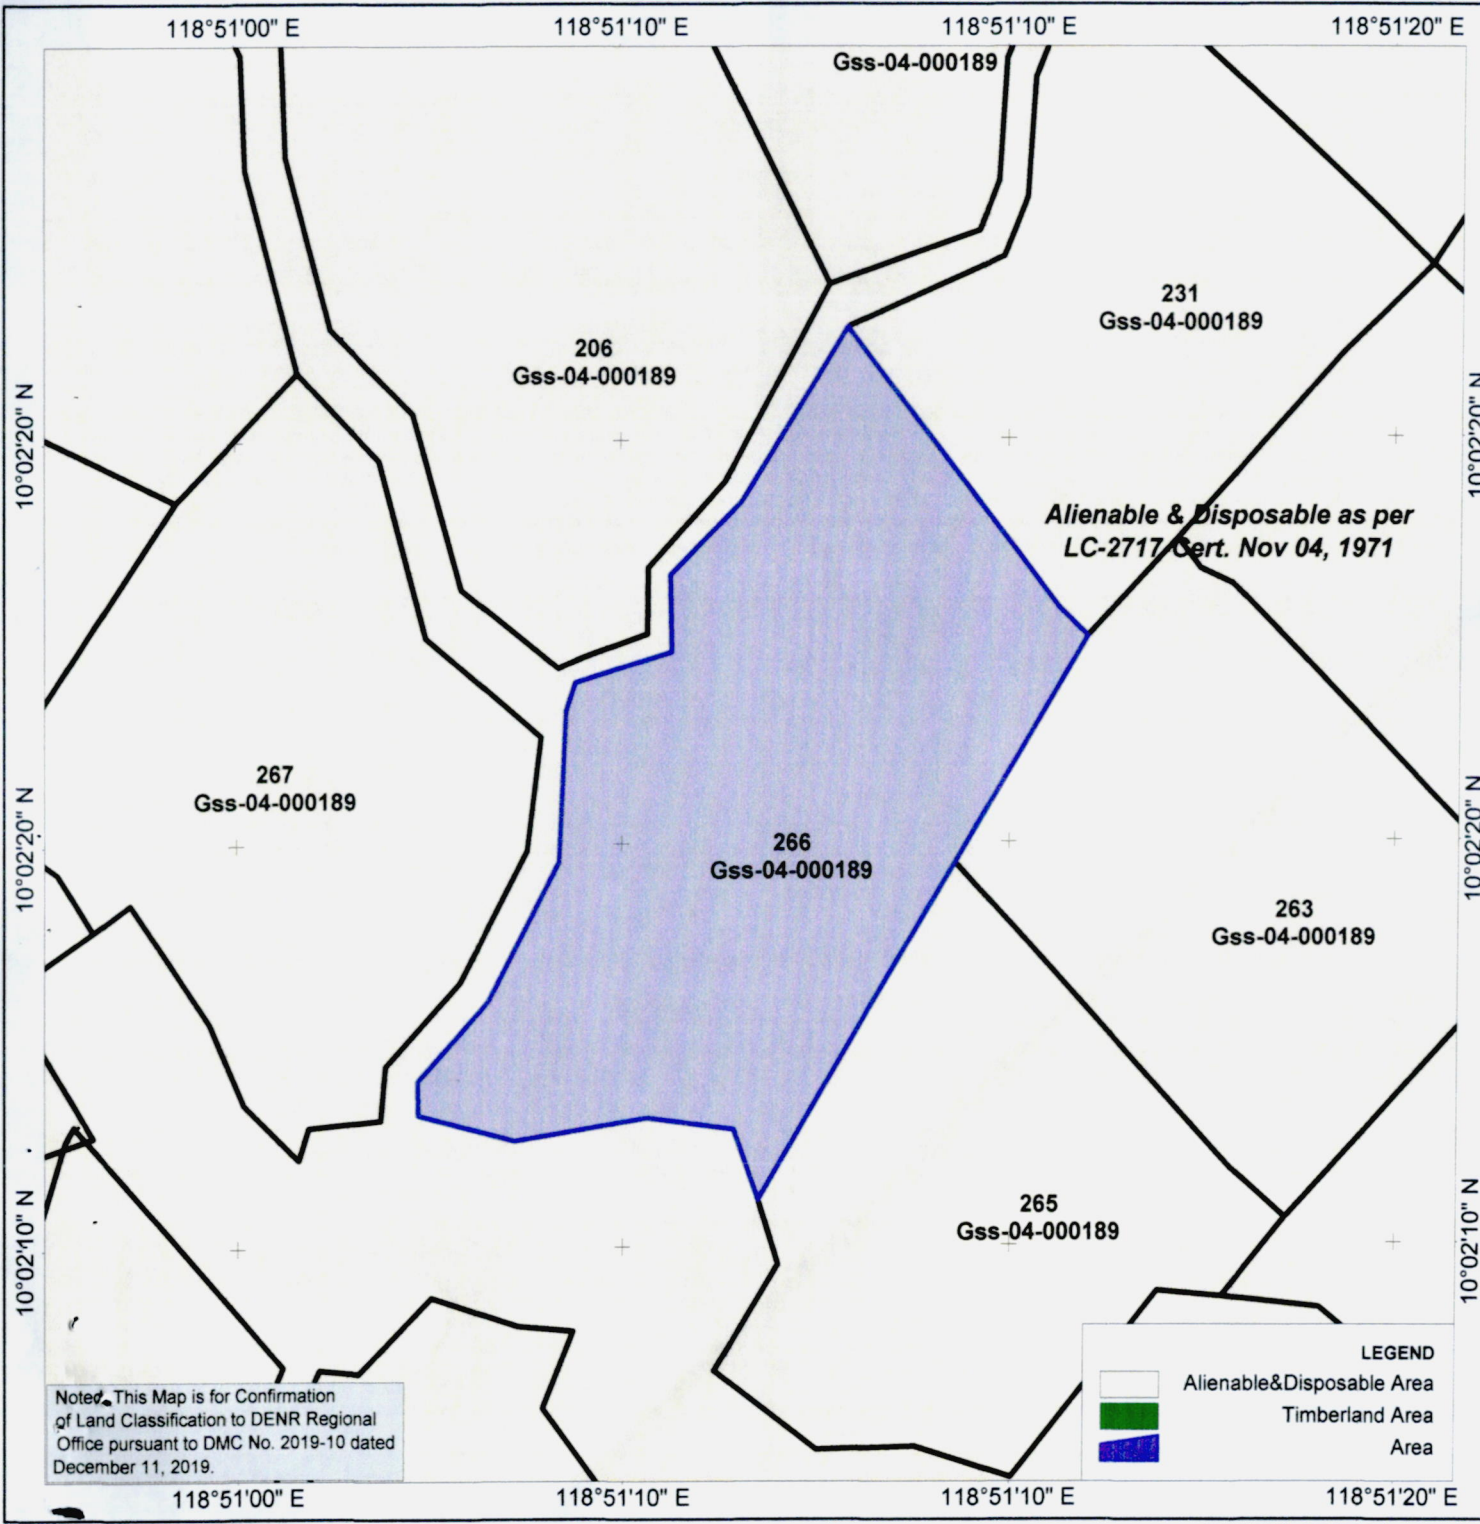 118°51'00" E
118°51'10" E
118°51'10" E
118°51'20" E
Gss-04-000189
231
Gss-04-000189
206
Gss-04-000189
10°02'20" N
10°02'20" N
Alienable & Disposable as per
LC-2717 Cert. Nov 04, 1971
267
Gss-04-000189
266
Gss-04-000189
10°02'20" N
10°02'20" N
263
Gss-04-000189
265
Gss-04-000189
10°02'10" N
10°02'10" N
LEGEND
Alienable&Disposable Area
Timberland Area
Area
Noted: This Map is for Confirmation
of Land Classification to DENR Regional
Office pursuant to DMC No. 2019-10 dated
December 11, 2019.
118°51'00" E
118°51'10" E
118°51'10" E
118°51'20" E